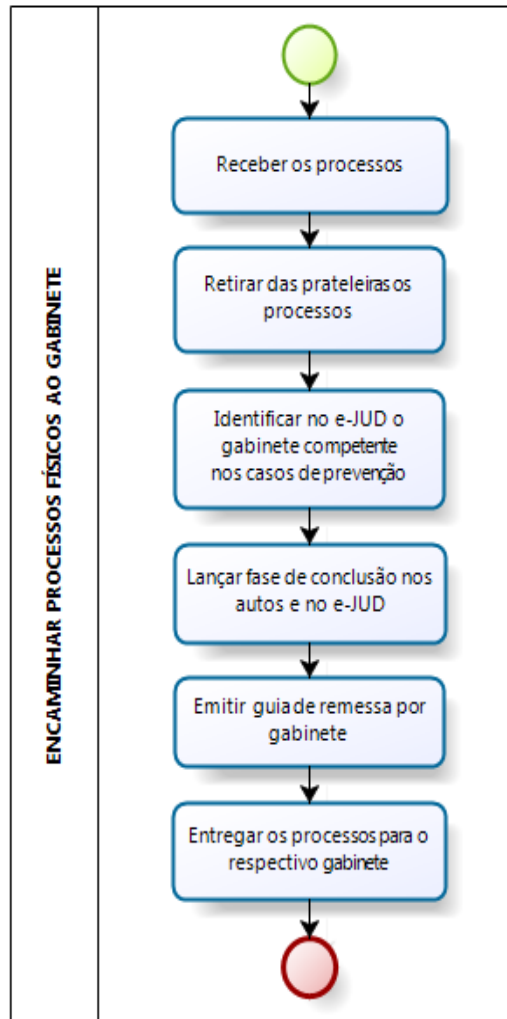 ENCAMINHAR PROCESSOS FÍSICOS AO GABINETE
Receber os processos
Retirar das prateleiras os
processos
Identificar no e-JUD o
gabinete competente
nos casos de prevenção
Lançar fase de conclusão nos
autos e no e-JUD
Emitir guia de remessa por
gabinete
Entregar os processos para o
respectivo gabinete